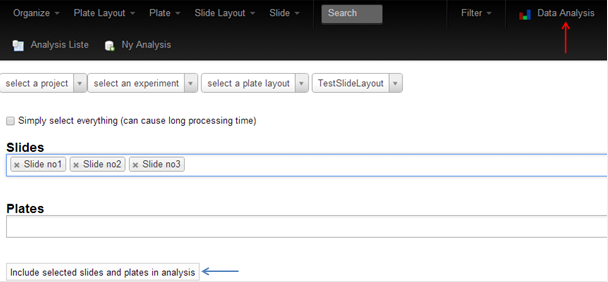 Organize Plate Layout Plate Slide Layout Slide Search Filter Data Analysis
Analysis Liste Ny Analysis
select a project select an experiment select a plate layout TestSlideLayout
Simply select everything (can cause long processing time)
Slides
Slide no1 Slide no2 Slide no3
Plates
Include selected slides and plates in analysis